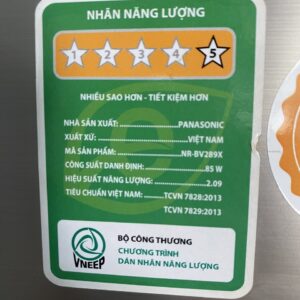 NHÃN NĂNG LƯỢNG
1 2 3 4 5
NHIỀU SAO HƠN - TIẾT KIỆM HƠN
NHÀ SẢN XUẤT:..........PANASONIC
XUẤT XỨ:..........VIỆT NAM
MÃ SẢN PHẨM:..........NR-BV289X
CÔNG SUẤT DANH ĐỊNH:..........85 W
HIỆU SUẤT NĂNG LƯỢNG:..........2.09
TIÊU CHUẨN VIỆT NAM:..........TCVN 7828:2013
TCVN 7829:2013
BỘ CÔNG THƯƠNG
CHƯƠNG TRÌNH
DÁN NHÃN NĂNG LƯỢNG
VNEEP